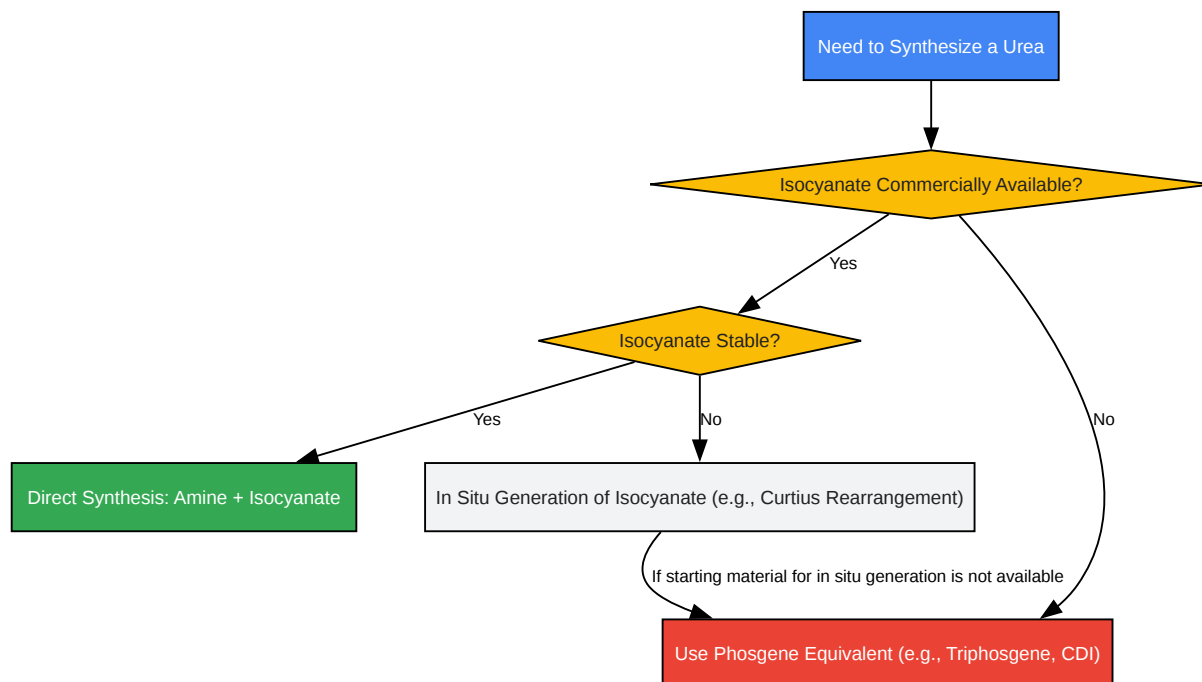 Need to Synthesize a Urea
Isocyanate Commercially Available?
Yes
Isocyanate Stable?
Yes
No
No
Direct Synthesis: Amine + Isocyanate
In Situ Generation of Isocyanate (e.g., Curtius Rearrangement)
If starting material for in situ generation is not available
Use Phosgene Equivalent (e.g., Triphosgene, CDI)